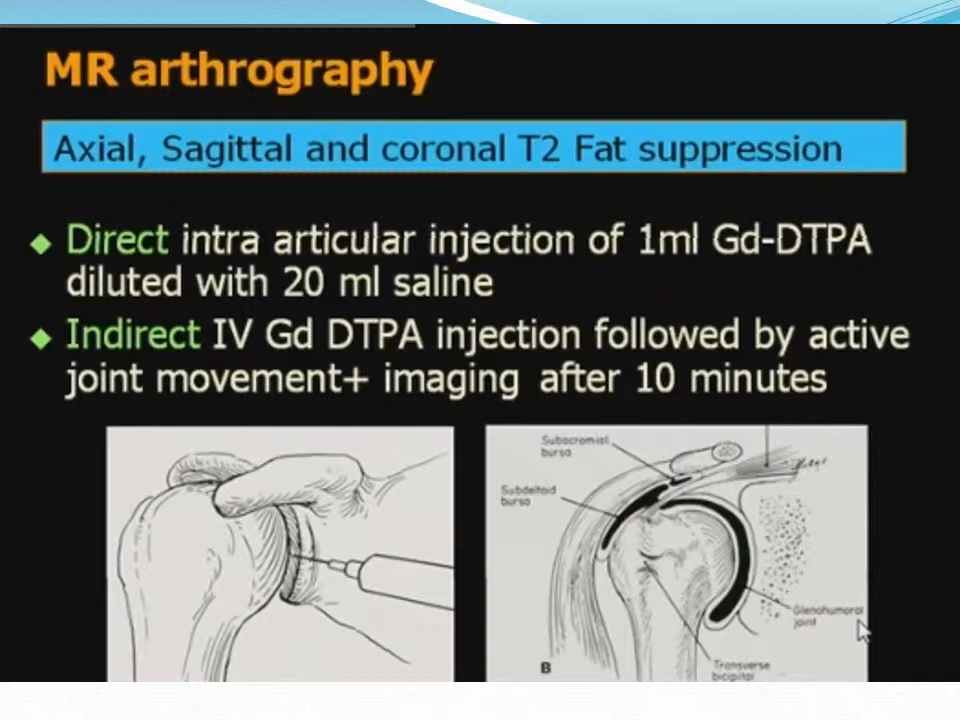 MR arthrography
Axial, Sagittal and coronal T2 Fat suppression
Direct intra articular injection of 1ml Gd-DTPA
diluted with 20 ml saline
Indirect IV Gd DTPA injection followed by active
joint movement+ imaging after 10 minutes
Subacromial
bursa
Subdeltoid
bursa
Glenohumoral
joint
B
Transverse
bicipital